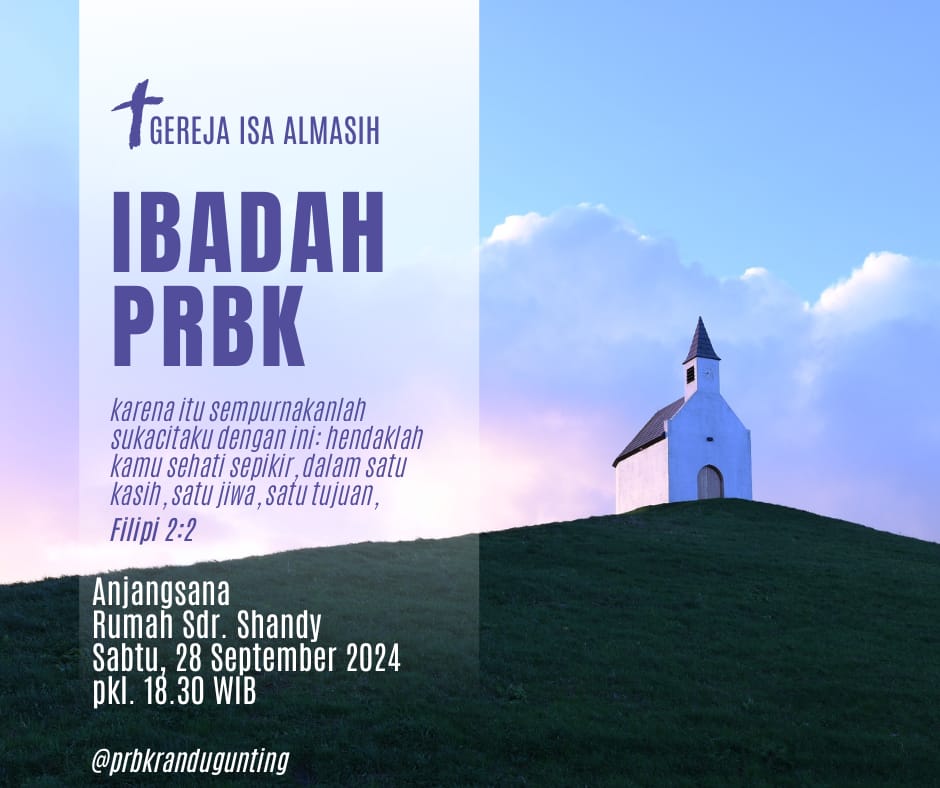 GEREJA ISA ALMASIH
IBADAH
PRBK
karena itu sempurnakanlah
sukacitaku dengan ini: hendaklah
kamu sehati sepikir, dalam satu
kasih, satu jiwa, satu tujuan,
Filipi 2:2
Anjangsana
Rumah Sdr. Shandy
Sabtu, 28 September 2024
pkl. 18.30 WIB
@prbkrandugunting